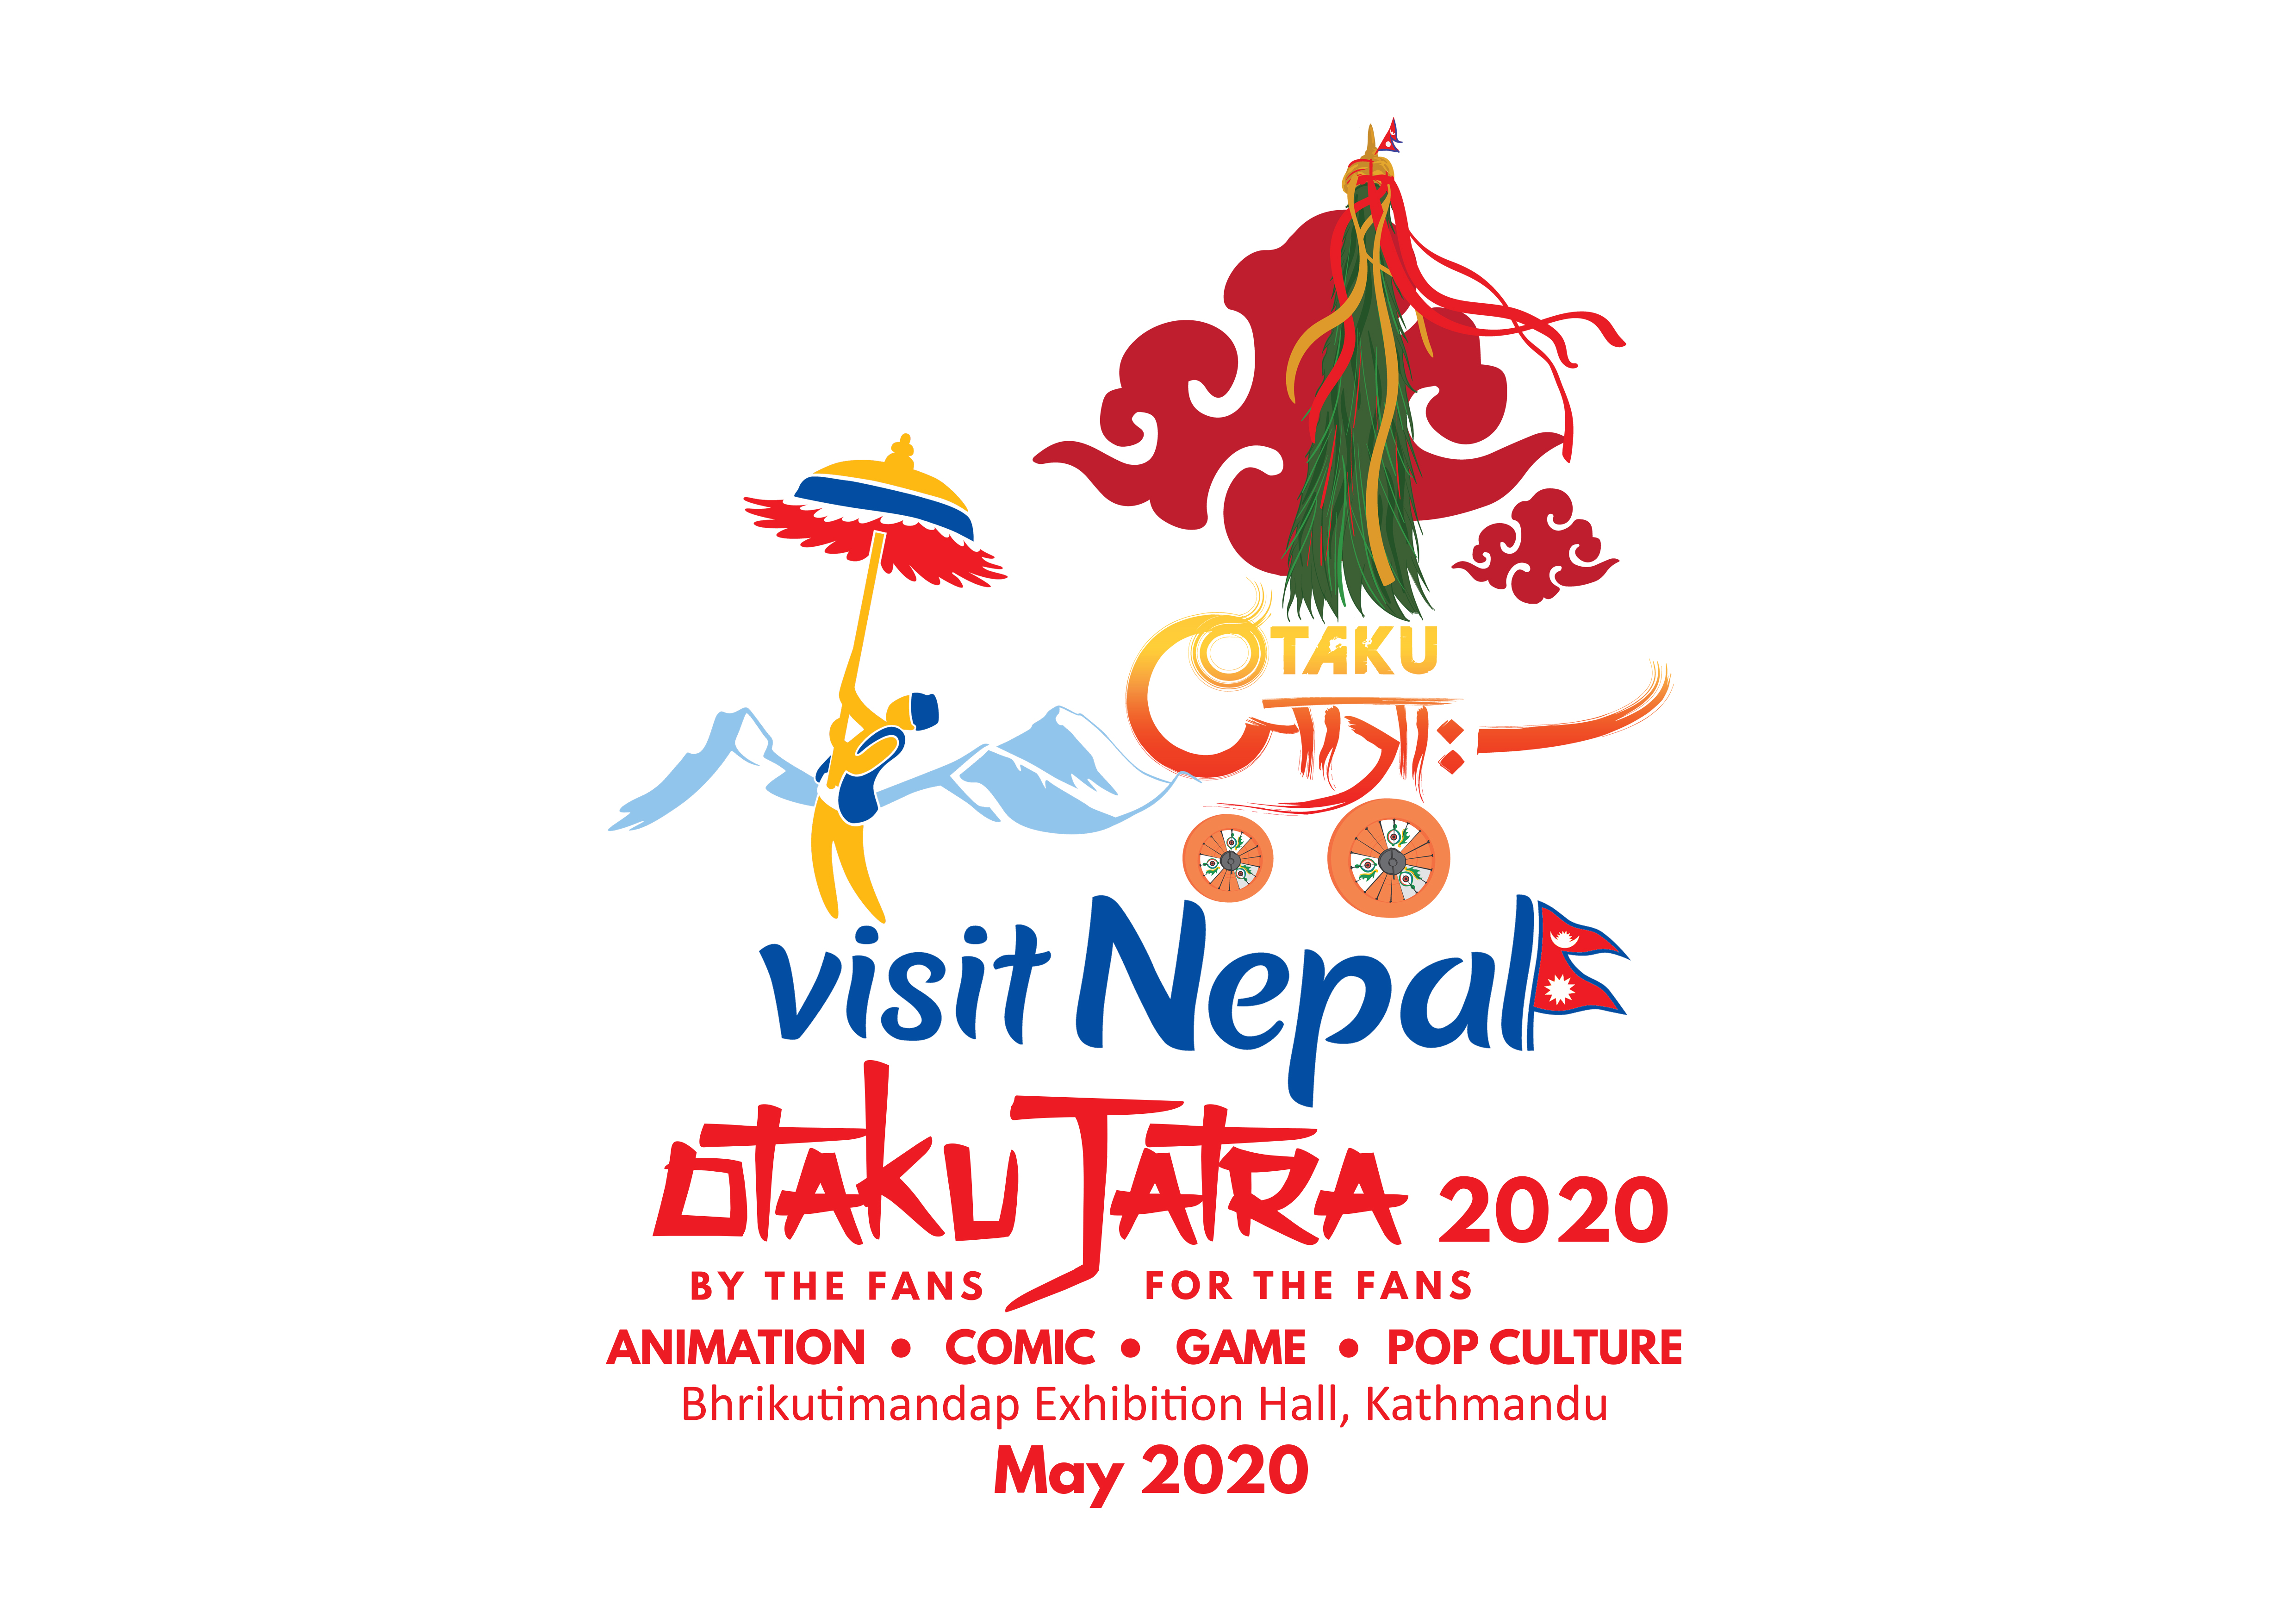 OTAKU
जात्राः
visit Nepal
OTAKU JATRA 2020
BY THE FANS FOR THE FANS
ANIMATION • COMIC • GAME • POP CULTURE
Bhrikutimandap Exhibition Hall, Kathmandu
May 2020